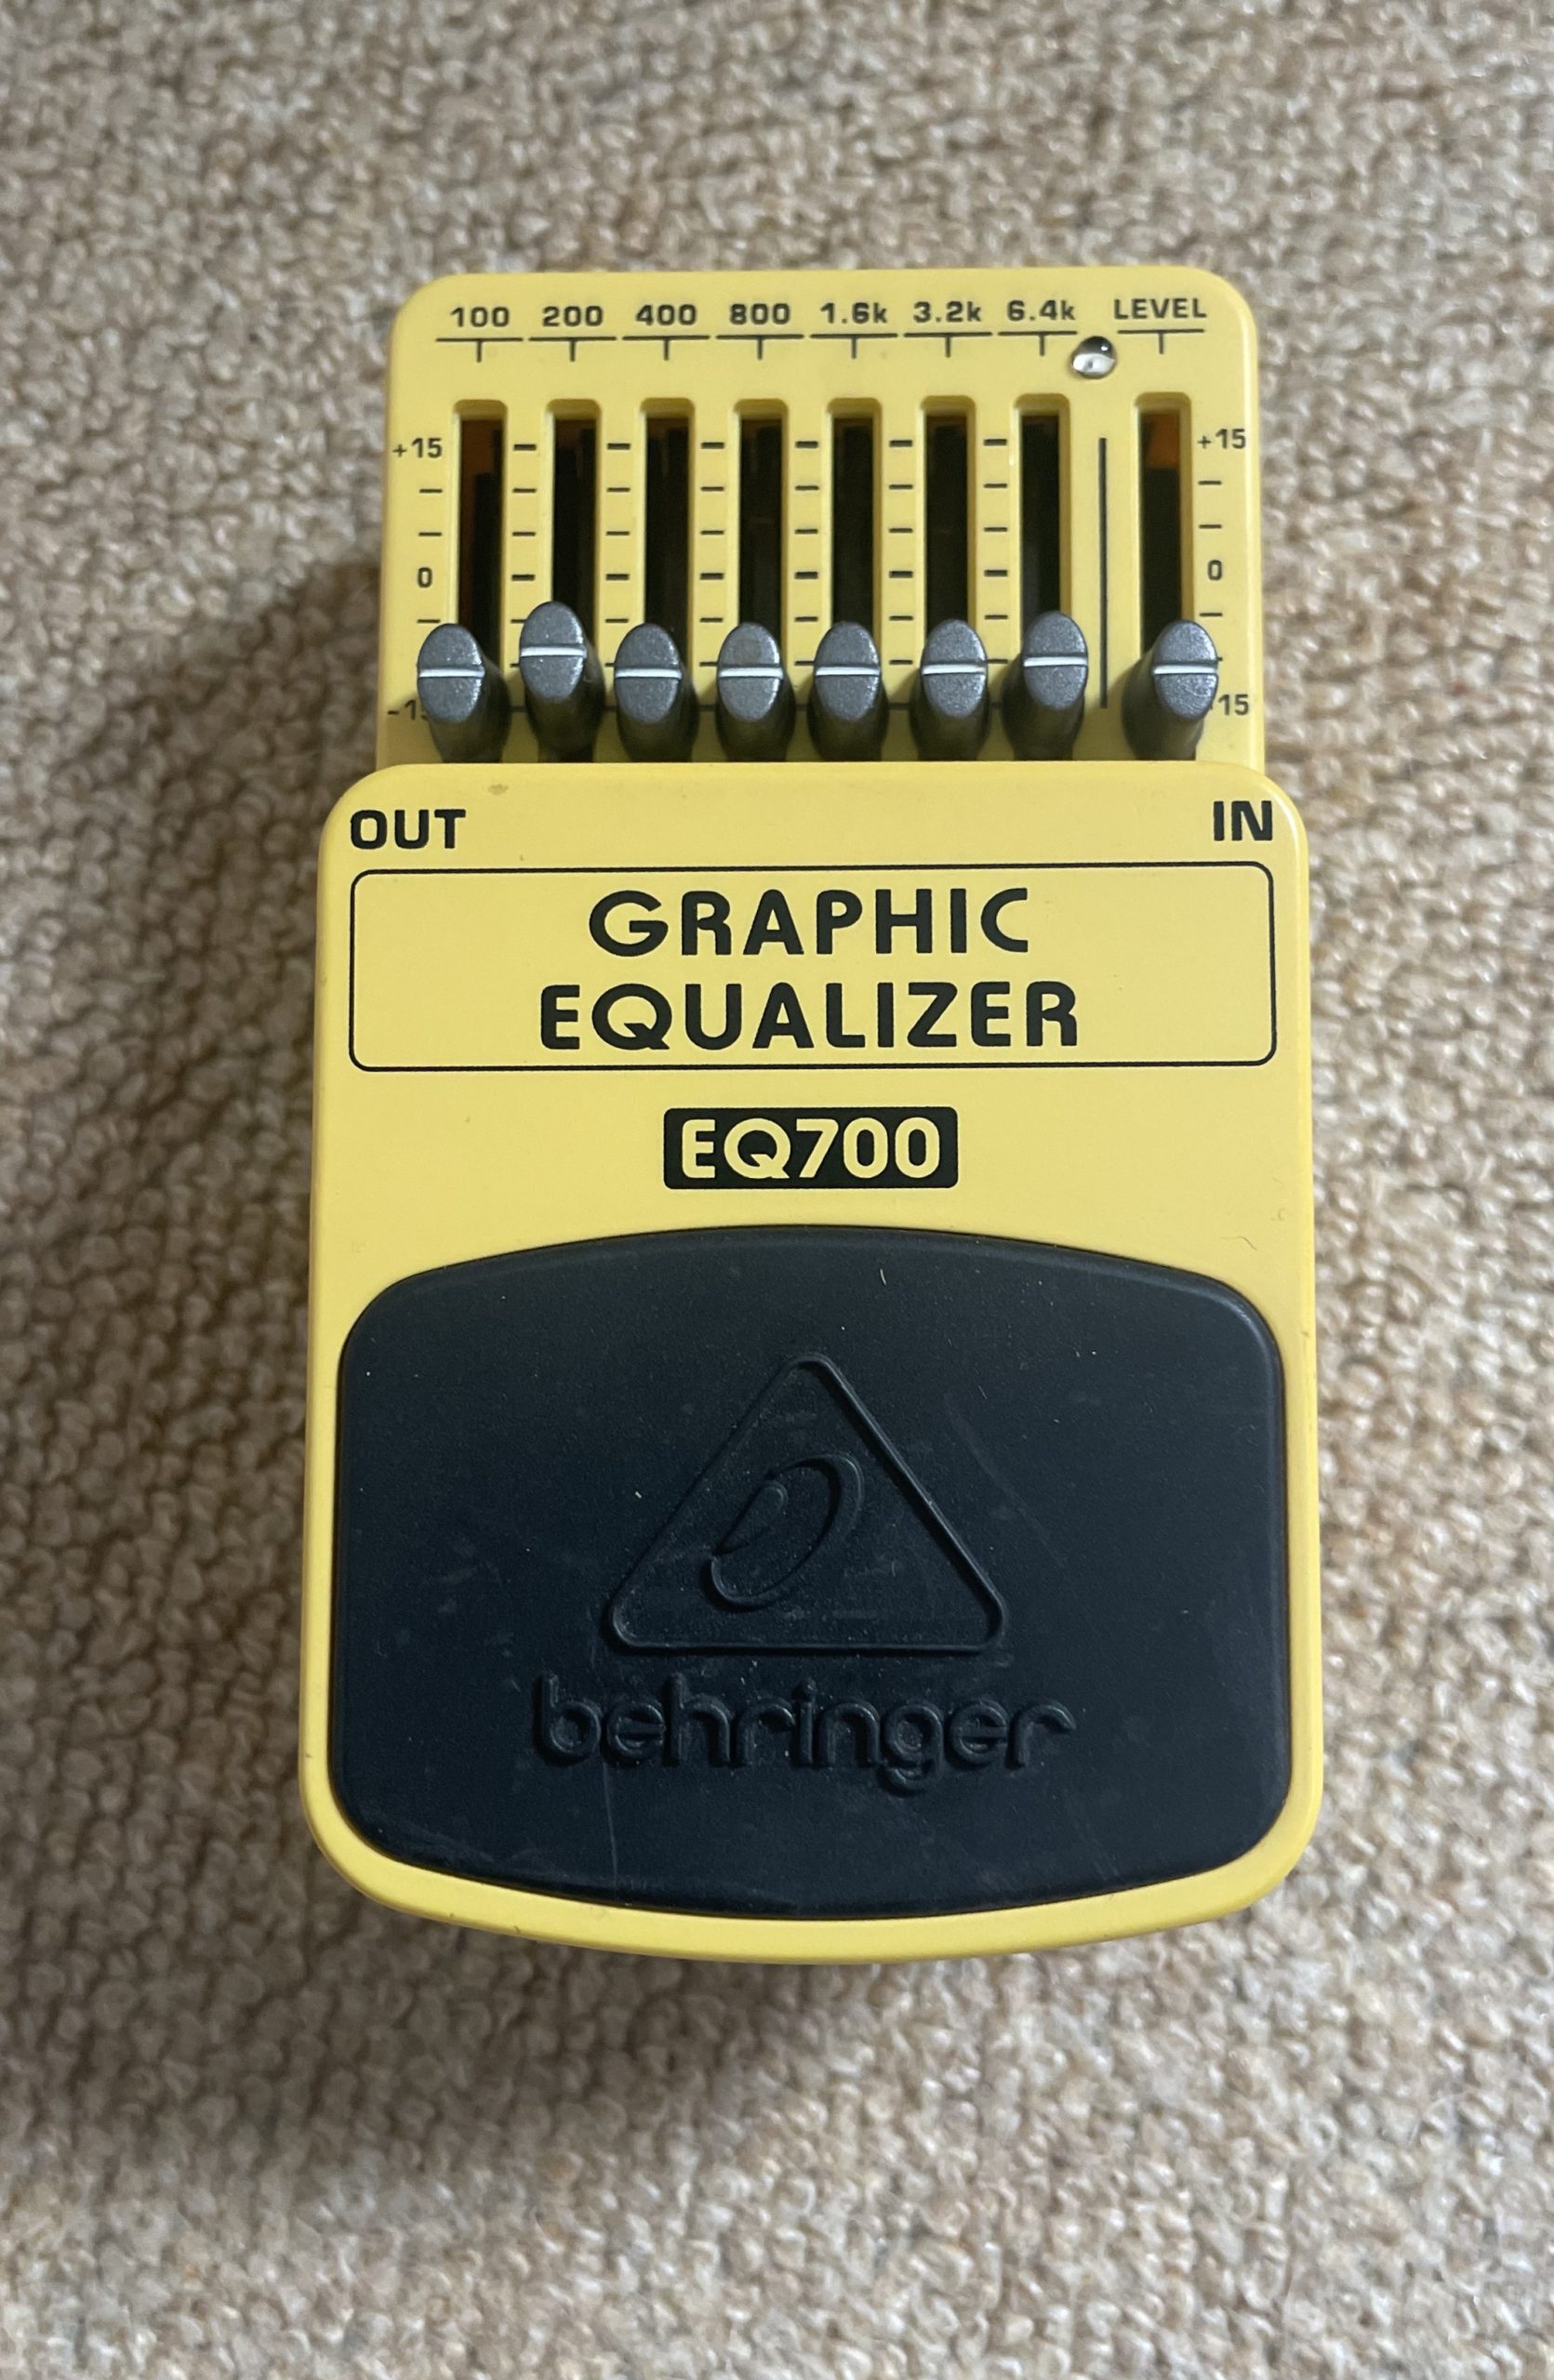 100 200 400 800 1.6k 3.2k 6.4k LEVEL
+15 +15
0 0
-15 15
OUT IN
GRAPHIC
EQUALIZER
EQ700
behringer